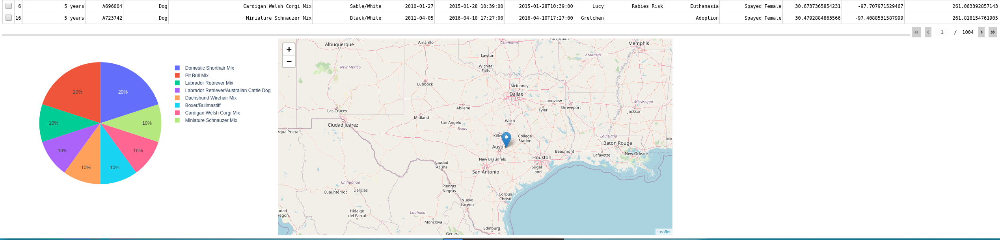 6 5 years A696004 Dog Cardigan Welsh Corgi Mix Sable/White 2010-01-27 2015-01-28 10:39:00 2015-01-28T10:39:00 Lucy Rabies Risk Euthanasia Spayed Female 30.6737365854231 -97.707971529467 261.063392857143
16 5 years A723742 Dog Miniature Schnauzer Mix Black/White 2011-04-05 2016-04-10 17:27:00 2016-04-10T17:27:00 Gretchen Adoption Spayed Female 30.4792884863566 -97.4088531587999 261.818154761905
« ‹ 1 / 1004 › »
20%
20%
10%
10%
10%
10%
10%
10%
Domestic Shorthair Mix
Pit Bull Mix
Labrador Retriever Mix
Labrador Retriever/Australian Cattle Dog
Dachshund Wirehair Mix
Boxer/Bullmastiff
Cardigan Welsh Corgi Mix
Miniature Schnauzer Mix
+
−
Albuquerque
Amarillo
Oklahoma
Fort Smith
Memphis
Lawton
Arkansas
New Mexico
Wichita
Falls
Lubbock
McKinney
Dallas
Longview
Mississippi
Las Cruces
Abilene
Tyler
Shreveport
Jackson
Midland
Waco
Ciudad Juárez
San Angelo
Texas
Agua Prieta
Kille
College
Station
Louisiana
Mo
Baton Rouge
Austin
Beaumont
Lafayette
New Orleans
New Braunfels
Houston
Ciudad
Acuña
Sugar
Land
San Antonio
Chihuahua
Piedras
Negras
Cuauhtémoc
Delicias
Corpus
Christi
Nuevo
Laredo
udad
regón
Hidalgo
del Parral
Coahuila
Monclova
Edinburg
General
Leaflet